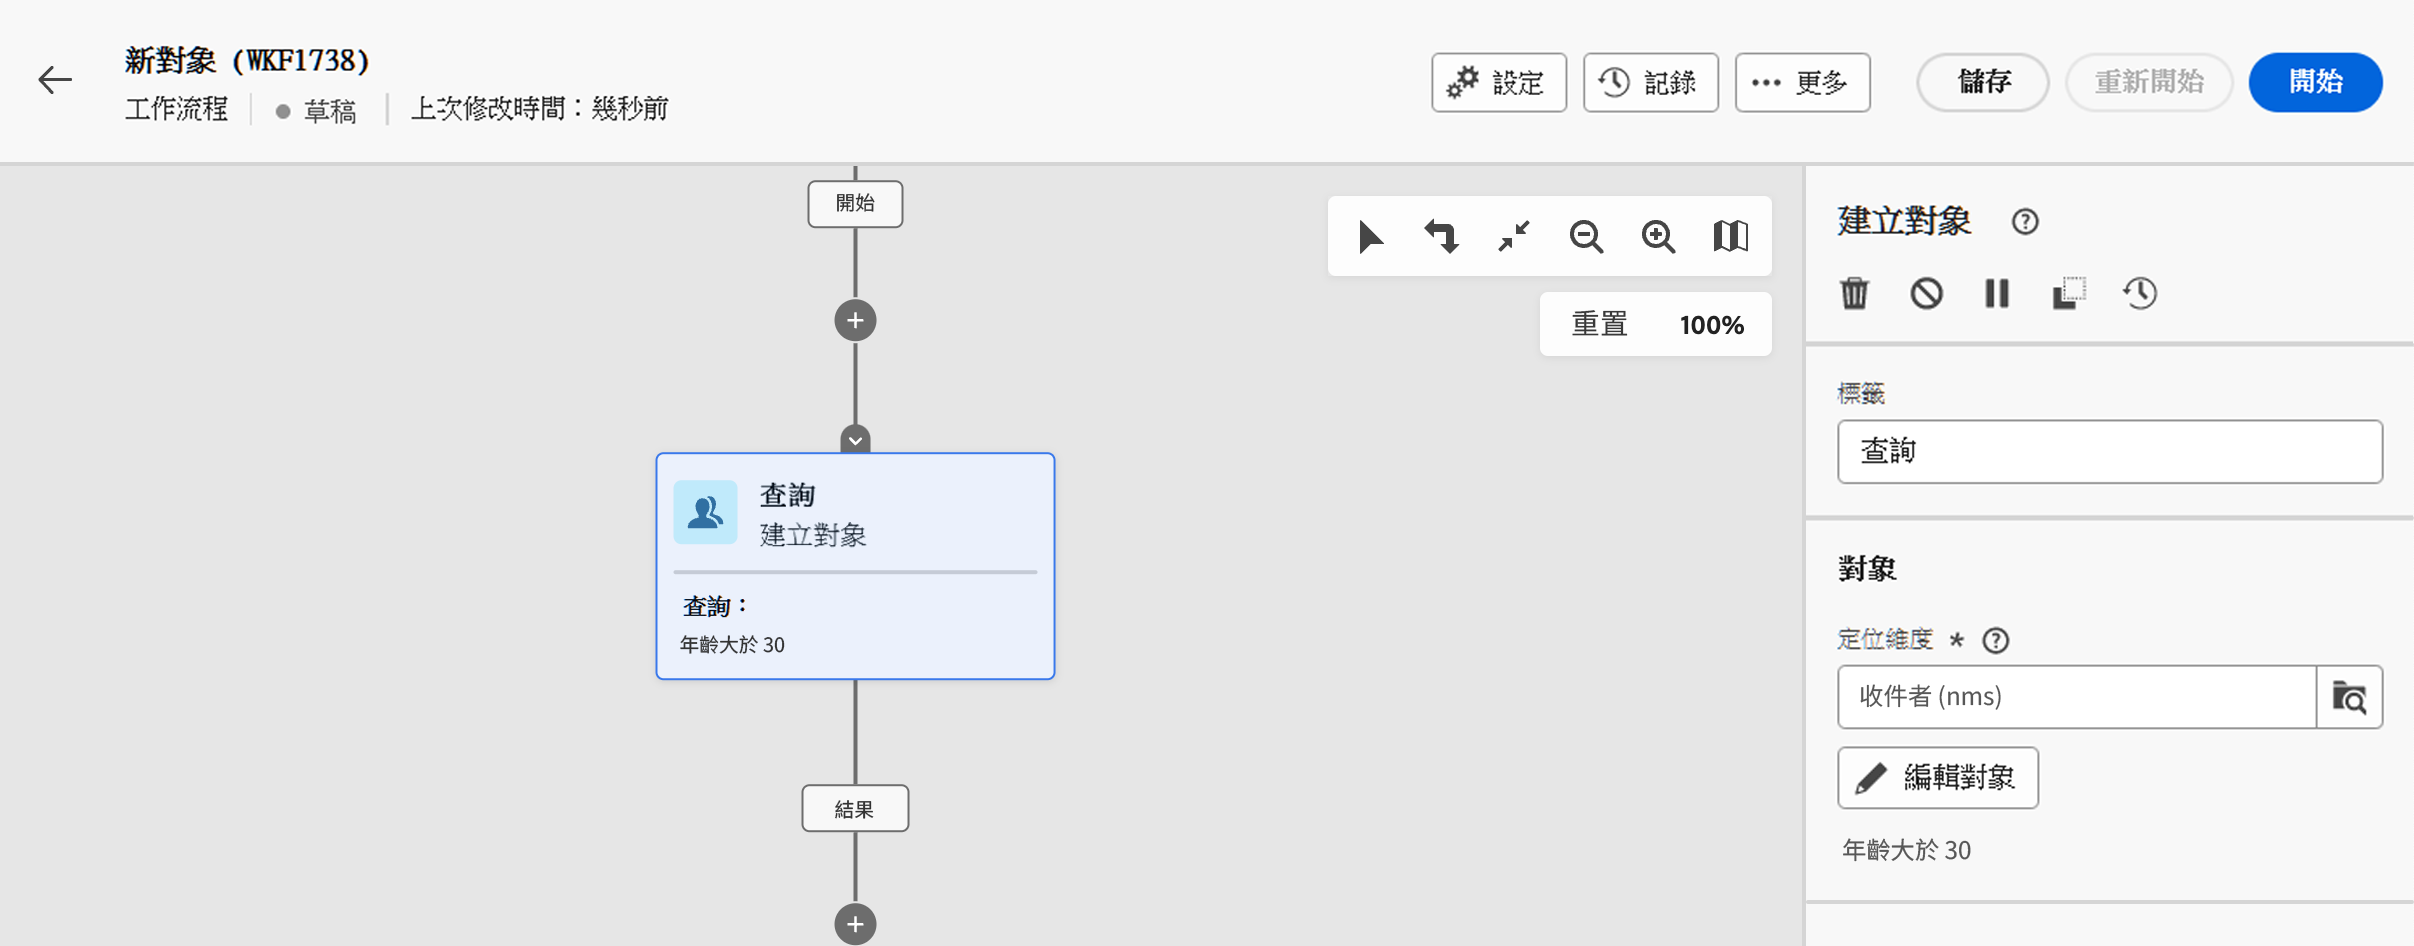 新對象 (WKF1738)
工作流程
草稿
上次修改時間：幾秒前
設定
記錄
更多
儲存
重新開始
開始
開始
重置
100%
查詢
建立對象
查詢：
年齡大於 30
結果
建立對象
標籤
查詢
對象
定位維度 *
收件者 (nms)
編輯對象
年齡大於 30